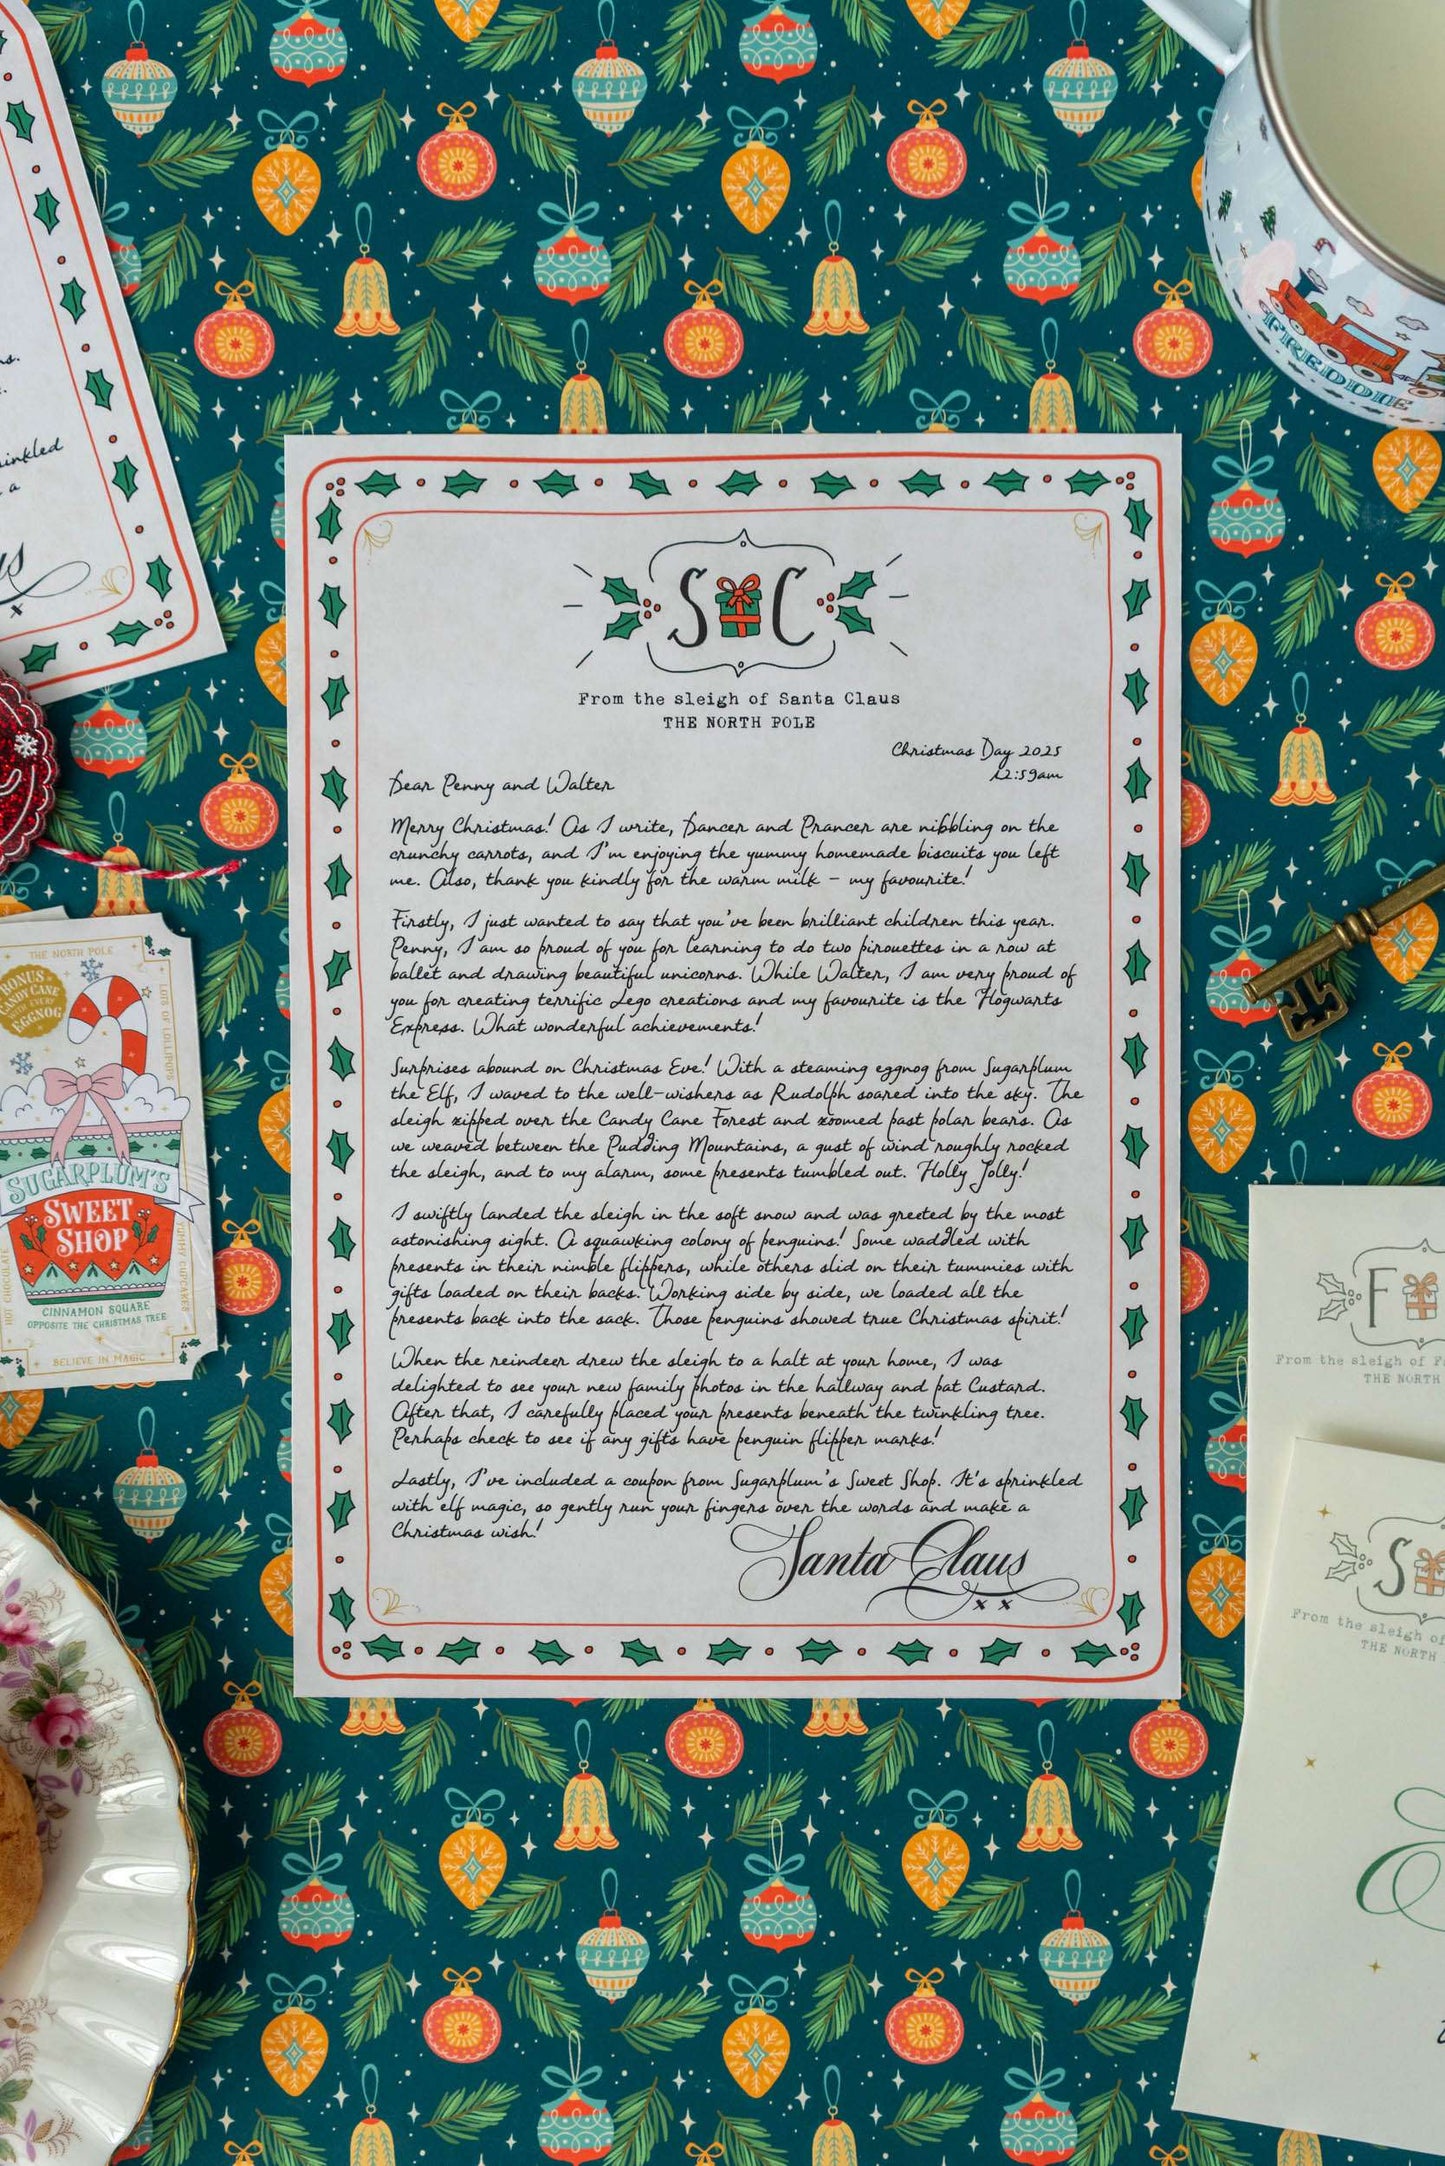 FREDDIE
ns.
inkled
a
us
x
S C
From the sleigh of Santa Claus
THE NORTH POLE
Christmas Day 2025
12:59am
Dear Penny and Walter
Merry Christmas! As I write, Dancer and Prancer are nibbling on the
crunchy carrots, and I'm enjoying the yummy homemade biscuits you left
me. Also, thank you kindly for the warm milk – my favourite!
Firstly, I just wanted to say that you've been brilliant children this year.
Penny, I am so proud of you for learning to do two pirouettes in a row at
ballet and drawing beautiful unicorns. While Walter, I am very proud of
you for creating terrific Lego creations and my favourite is the Hogwarts
Express. What wonderful achievements!
Surprises abound on Christmas Eve! With a steaming eggnog from Sugarplum
the Elf, I waved to the well-wishers as Rudolph soared into the sky. The
sleigh zipped over the Candy Cane Forest and zoomed past polar bears. As
we weaved between the Pudding Mountains, a gust of wind roughly rocked
the sleigh, and to my alarm, some presents tumbled out. Holly Jolly!
I swiftly landed the sleigh in the soft snow and was greeted by the most
astonishing sight. A squawking colony of penguins! Some waddled with
presents in their nimble flippers, while others slid on their tummies with
gifts loaded on their backs. Working side by side, we loaded all the
presents back into the sack. Those penguins showed true Christmas spirit!
When the reindeer drew the sleigh to a halt at your home, I was
delighted to see your new family photos in the hallway and pat Custard.
After that, I carefully placed your presents beneath the twinkling tree.
Perhaps check to see if any gifts have penguin flipper marks!
Lastly, I've included a coupon from Sugarplum's Sweet Shop. It's sprinkled
with elf magic, so gently run your fingers over the words and make a
Christmas wish!
Santa Claus
x x
THE NORTH POLE
BONUS
CANDY CANE
WITH EVERY
EGGNOG
LOTS OF LOLLIPOPS
SUGARPLUM'S
SWEET
SHOP
HOT CHOCOLATE
YUMMY CUPCAKES
CINNAMON SQUARE
OPPOSITE THE CHRISTMAS TREE
BELIEVE IN MAGIC
F
From the sleigh of F
THE NORTH
S
From the sleigh of
THE NORTH